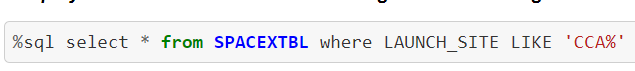 %sql select * from SPACEXTBL where LAUNCH_SITE LIKE 'CCA%'